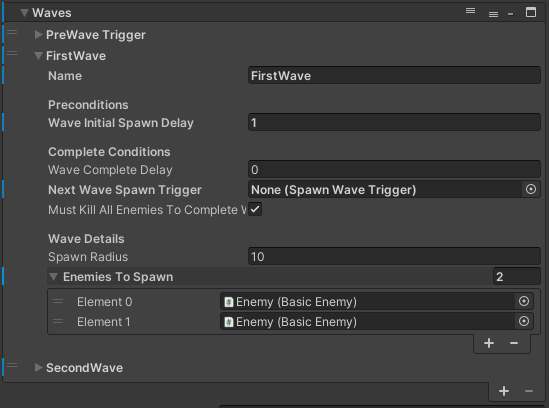 Waves
PreWave Trigger
FirstWave
Name FirstWave
Preconditions
Wave Initial Spawn Delay 1
Complete Conditions
Wave Complete Delay 0
Next Wave Spawn Trigger None (Spawn Wave Trigger)
Must Kill All Enemies To Complete W
Wave Details
Spawn Radius 10
Enemies To Spawn 2
Element 0 Enemy (Basic Enemy)
Element 1 Enemy (Basic Enemy)
SecondWave